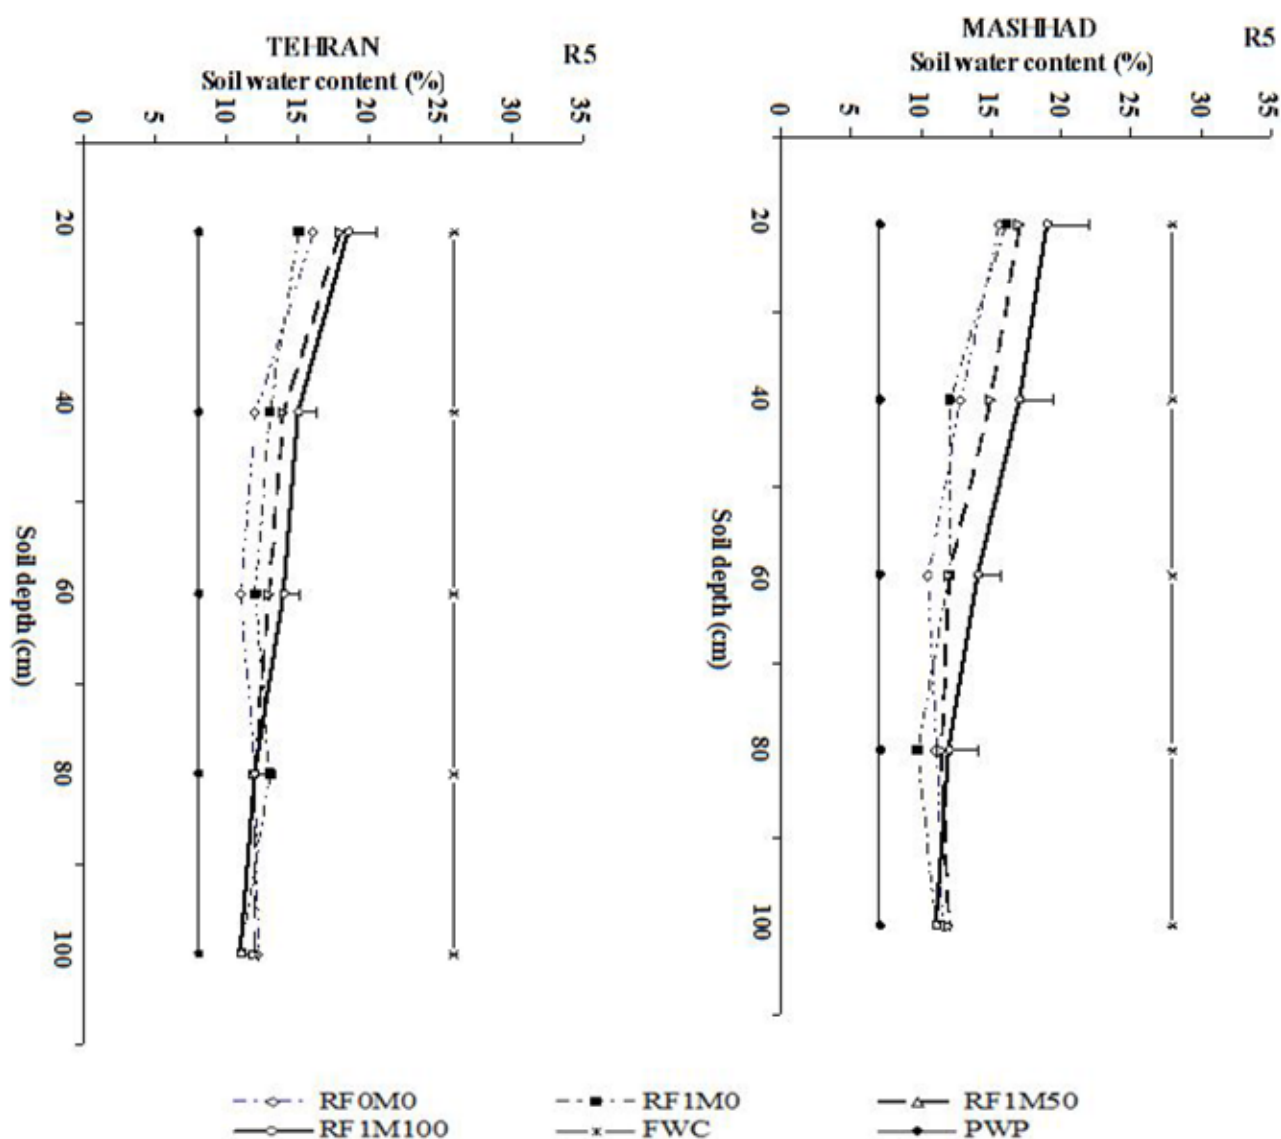 TEHRAN R5
Soil water content (%)
0 5 10 15 20 25 30 35
20
40
60
80
100
Soil depth (cm)
MASHHAD R5
Soil water content (%)
0 5 10 15 20 25 30 35
20
40
60
80
100
Soil depth (cm)
RF0M0 RF1M0 RF1M50
RF1M100 FWC PWP